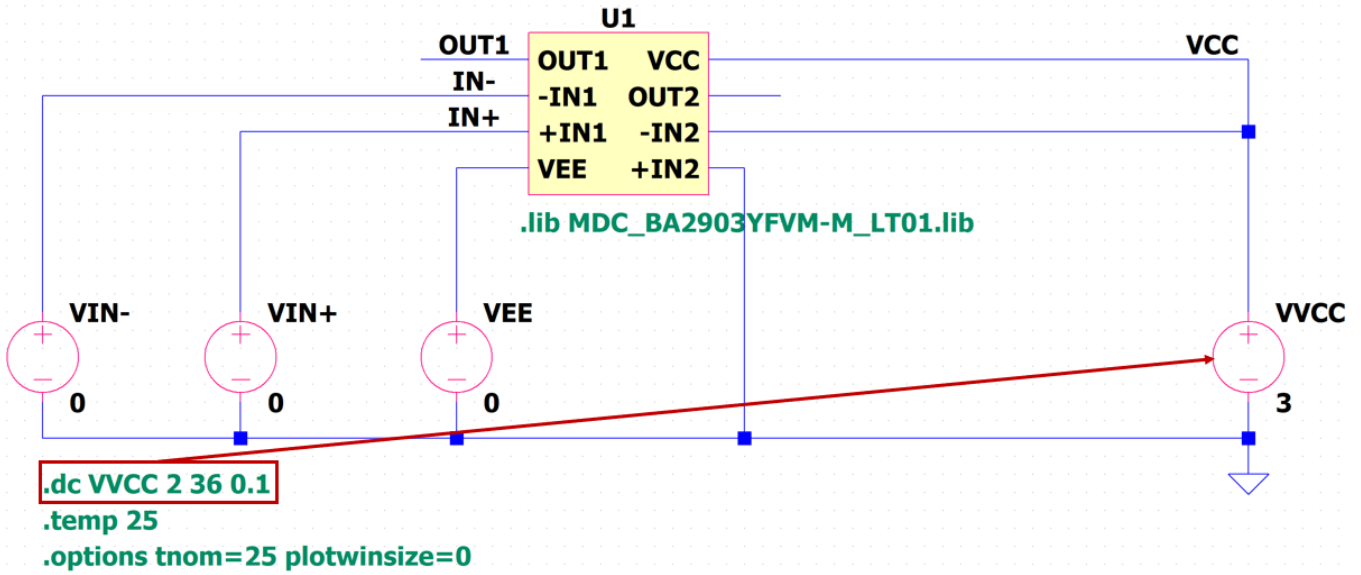 U1
OUT1
VCC
OUT1 VCC
IN-
-IN1 OUT2
IN+
+IN1 -IN2
VEE +IN2
.lib MDC_BA2903YFVM-M_LT01.lib
VIN-
VIN+
VEE
VVCC
0
0
0
3
.dc VVCC 2 36 0.1
.temp 25
.options tnom=25 plotwinsize=0